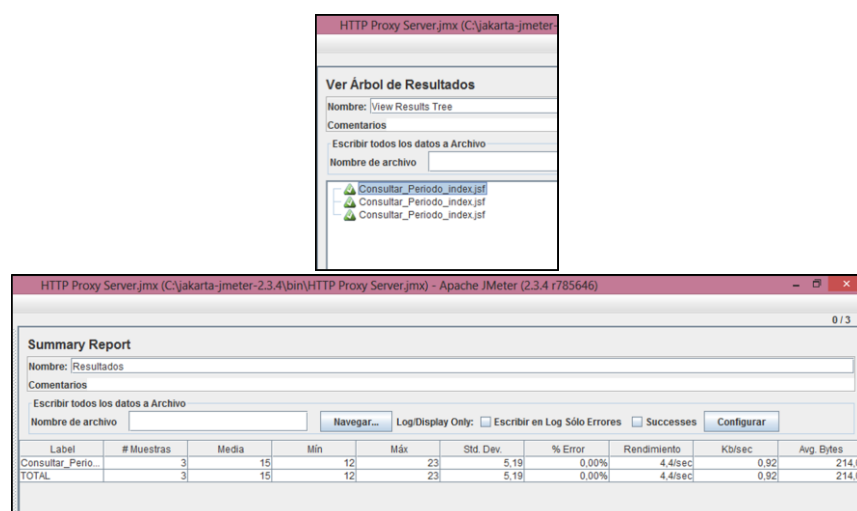 HTTP Proxy Server.jmx (C:\jakarta-jmeter-
Ver Árbol de Resultados
Nombre: View Results Tree
Comentarios
Escribir todos los datos a Archivo
Nombre de archivo
Consultar_Periodo_index.jsf
Consultar_Periodo_index.jsf
Consultar_Periodo_index.jsf
HTTP Proxy Server.jmx (C:\jakarta-jmeter-2.3.4\bin\HTTP Proxy Server.jmx) - Apache JMeter (2.3.4 r785646)
0 / 3
Summary Report
Nombre: Resultados
Comentarios
Escribir todos los datos a Archivo
Nombre de archivo Navegar... Log/Display Only: Escribir en Log Sólo Errores Successes Configurar
Label # Muestras Media Mín Máx Std. Dev. % Error Rendimiento Kb/sec Avg. Bytes
Consultar_Perio... 3 15 12 23 5,19 0,00% 4,4/sec 0,92 214,
TOTAL 3 15 12 23 5,19 0,00% 4,4/sec 0,92 214,